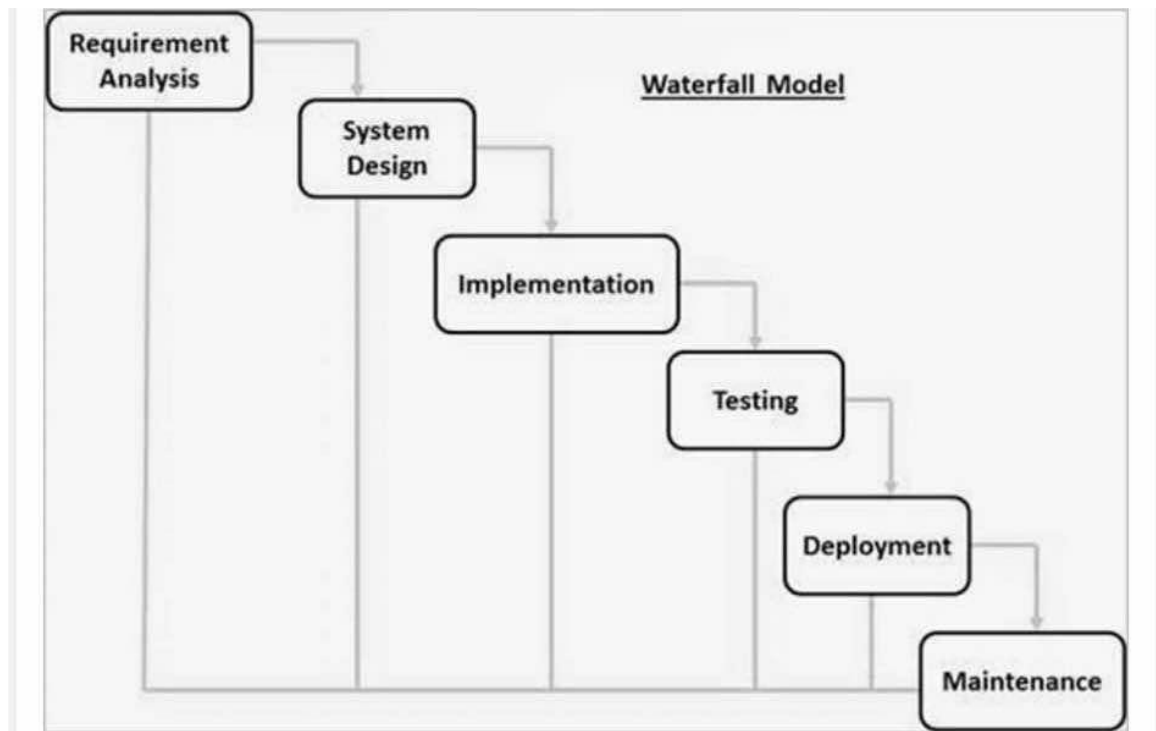 Requirement
Analysis
Waterfall Model
System
Design
Implementation
Testing
Deployment
Maintenance